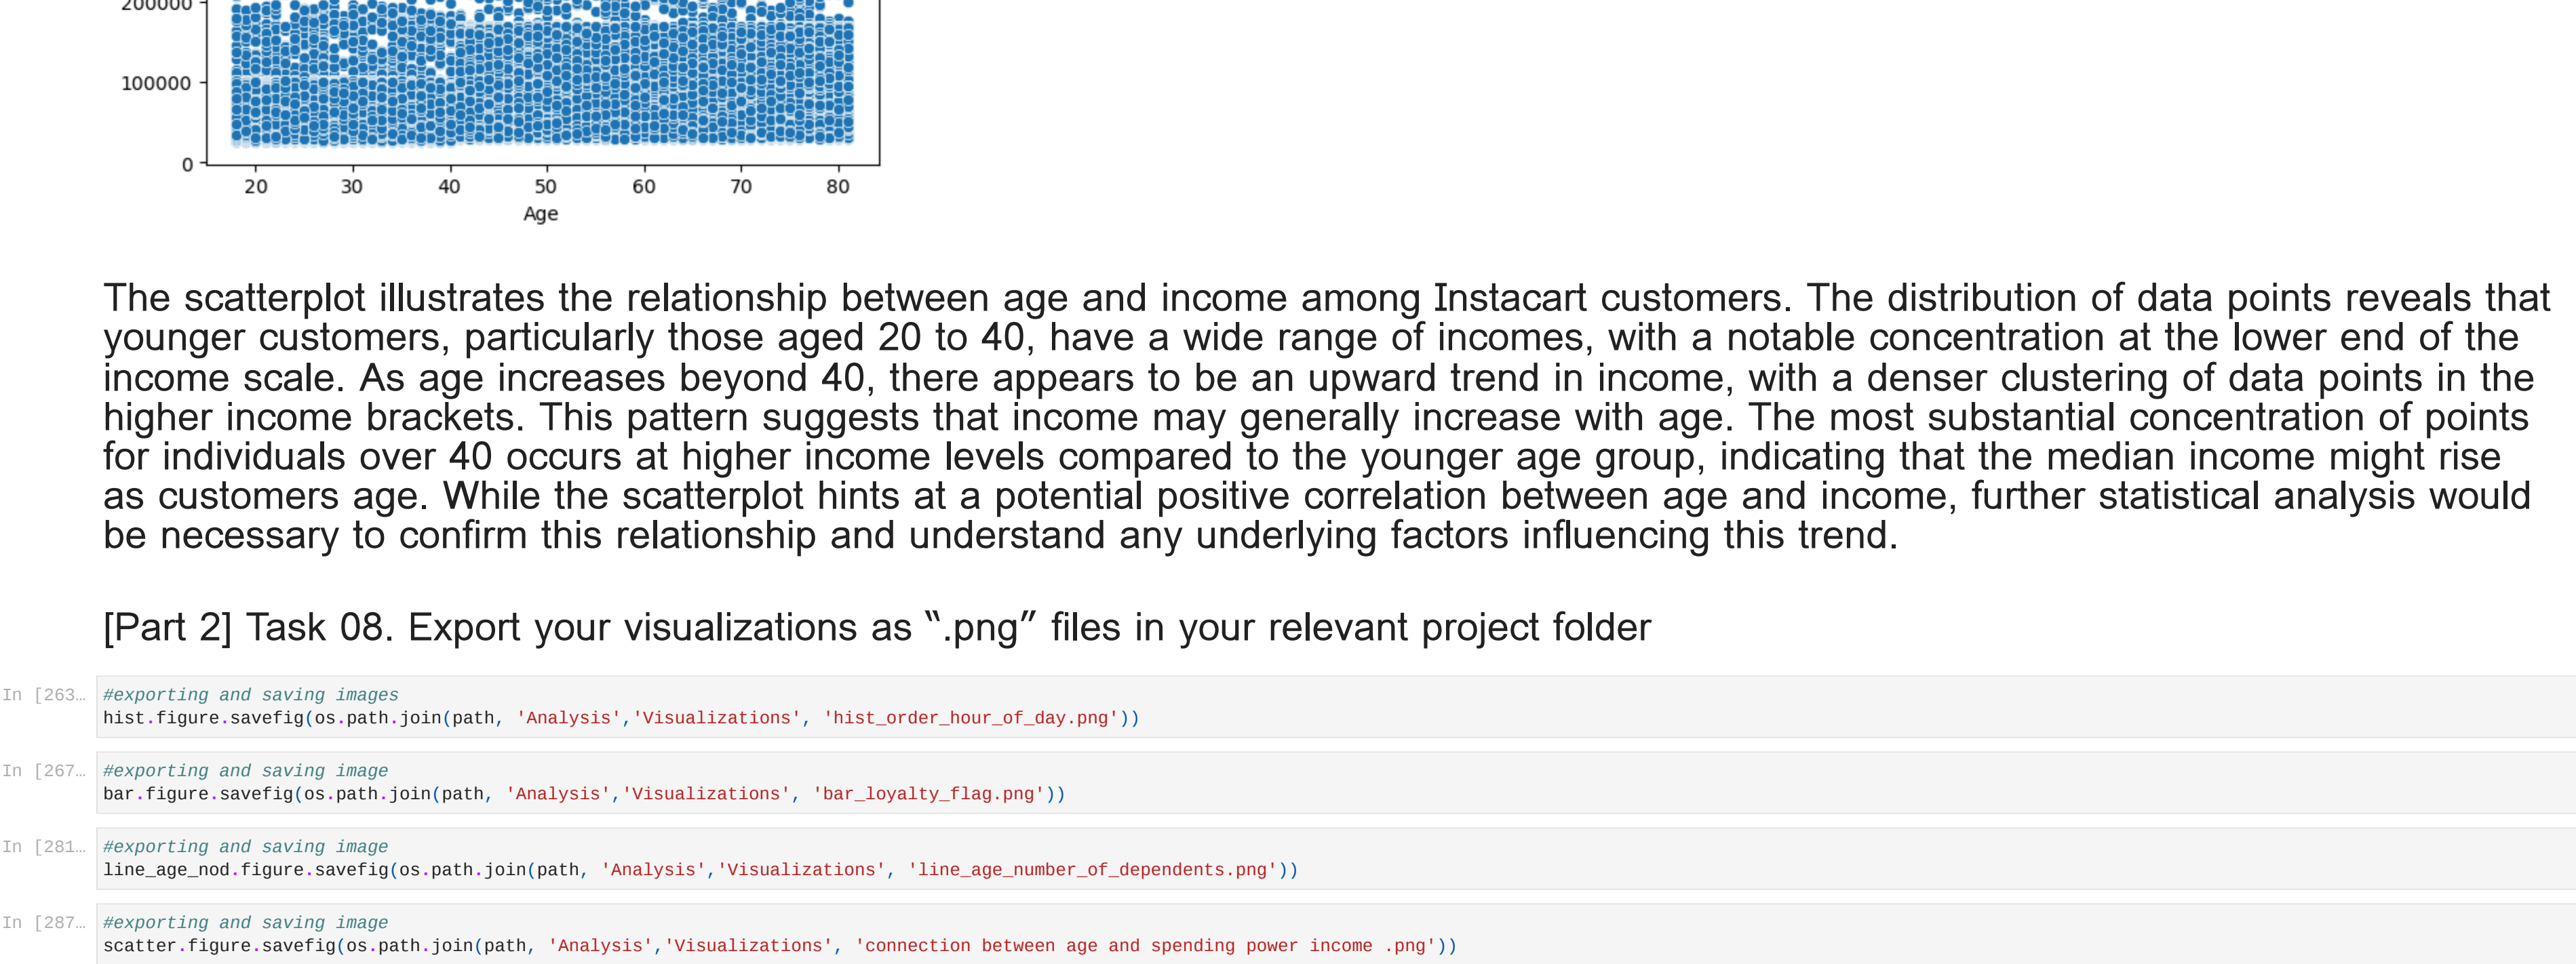 200000
100000
0
20 30 40 50 60 70 80
Age
The scatterplot illustrates the relationship between age and income among Instacart customers. The distribution of data points reveals that
younger customers, particularly those aged 20 to 40, have a wide range of incomes, with a notable concentration at the lower end of the
income scale. As age increases beyond 40, there appears to be an upward trend in income, with a denser clustering of data points in the
higher income brackets. This pattern suggests that income may generally increase with age. The most substantial concentration of points
for individuals over 40 occurs at higher income levels compared to the younger age group, indicating that the median income might rise
as customers age. While the scatterplot hints at a potential positive correlation between age and income, further statistical analysis would
be necessary to confirm this relationship and understand any underlying factors influencing this trend.
[Part 2] Task 08. Export your visualizations as “.png” files in your relevant project folder
In [263… #exporting and saving images
hist.figure.savefig(os.path.join(path, 'Analysis','Visualizations', 'hist_order_hour_of_day.png'))
In [267… #exporting and saving image
bar.figure.savefig(os.path.join(path, 'Analysis','Visualizations', 'bar_loyalty_flag.png'))
In [281… #exporting and saving image
line_age_nod.figure.savefig(os.path.join(path, 'Analysis','Visualizations', 'line_age_number_of_dependents.png'))
In [287… #exporting and saving image
scatter.figure.savefig(os.path.join(path, 'Analysis','Visualizations', 'connection between age and spending power income .png'))